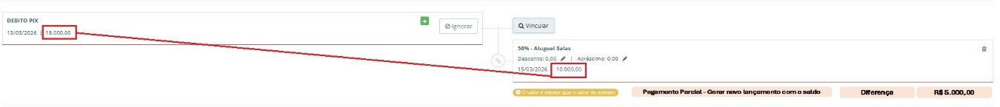 DEBITO PIX
13/03/2026 | 15.000,00
Ignorar
Vincular
50% - Aluguel Salas
Desconto: 0,00 | Acréscimo: 0,00
15/03/2026 10.000,00
O valor é menor que o valor do extrato
Pagamento Parcial - Gerar novo lançamento com o saldo
Diferença
R$ 5.000,00